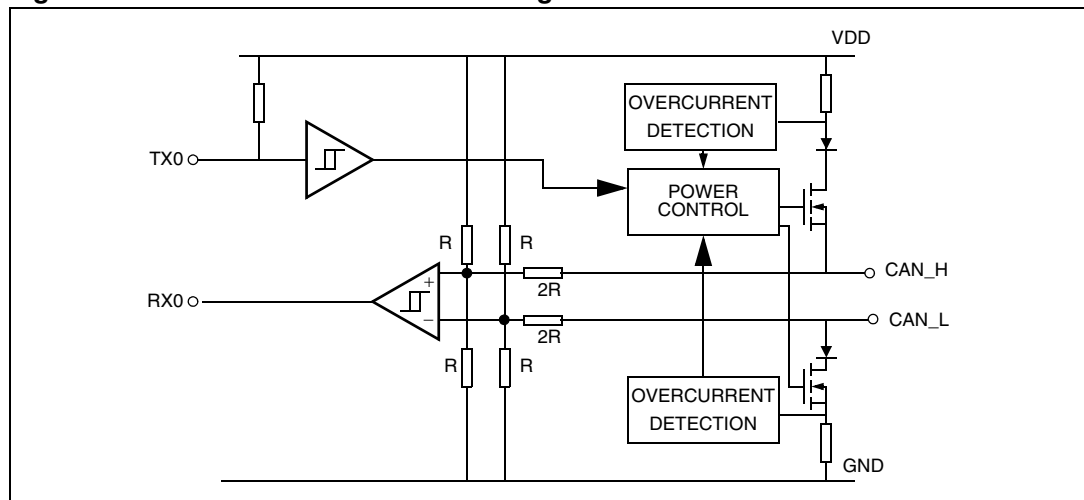 VDD
OVERCURRENT
DETECTION
TX0
POWER
CONTROL
R
R
CAN_H
2R
+
RX0
−
CAN_L
2R
R
R
OVERCURRENT
DETECTION
GND